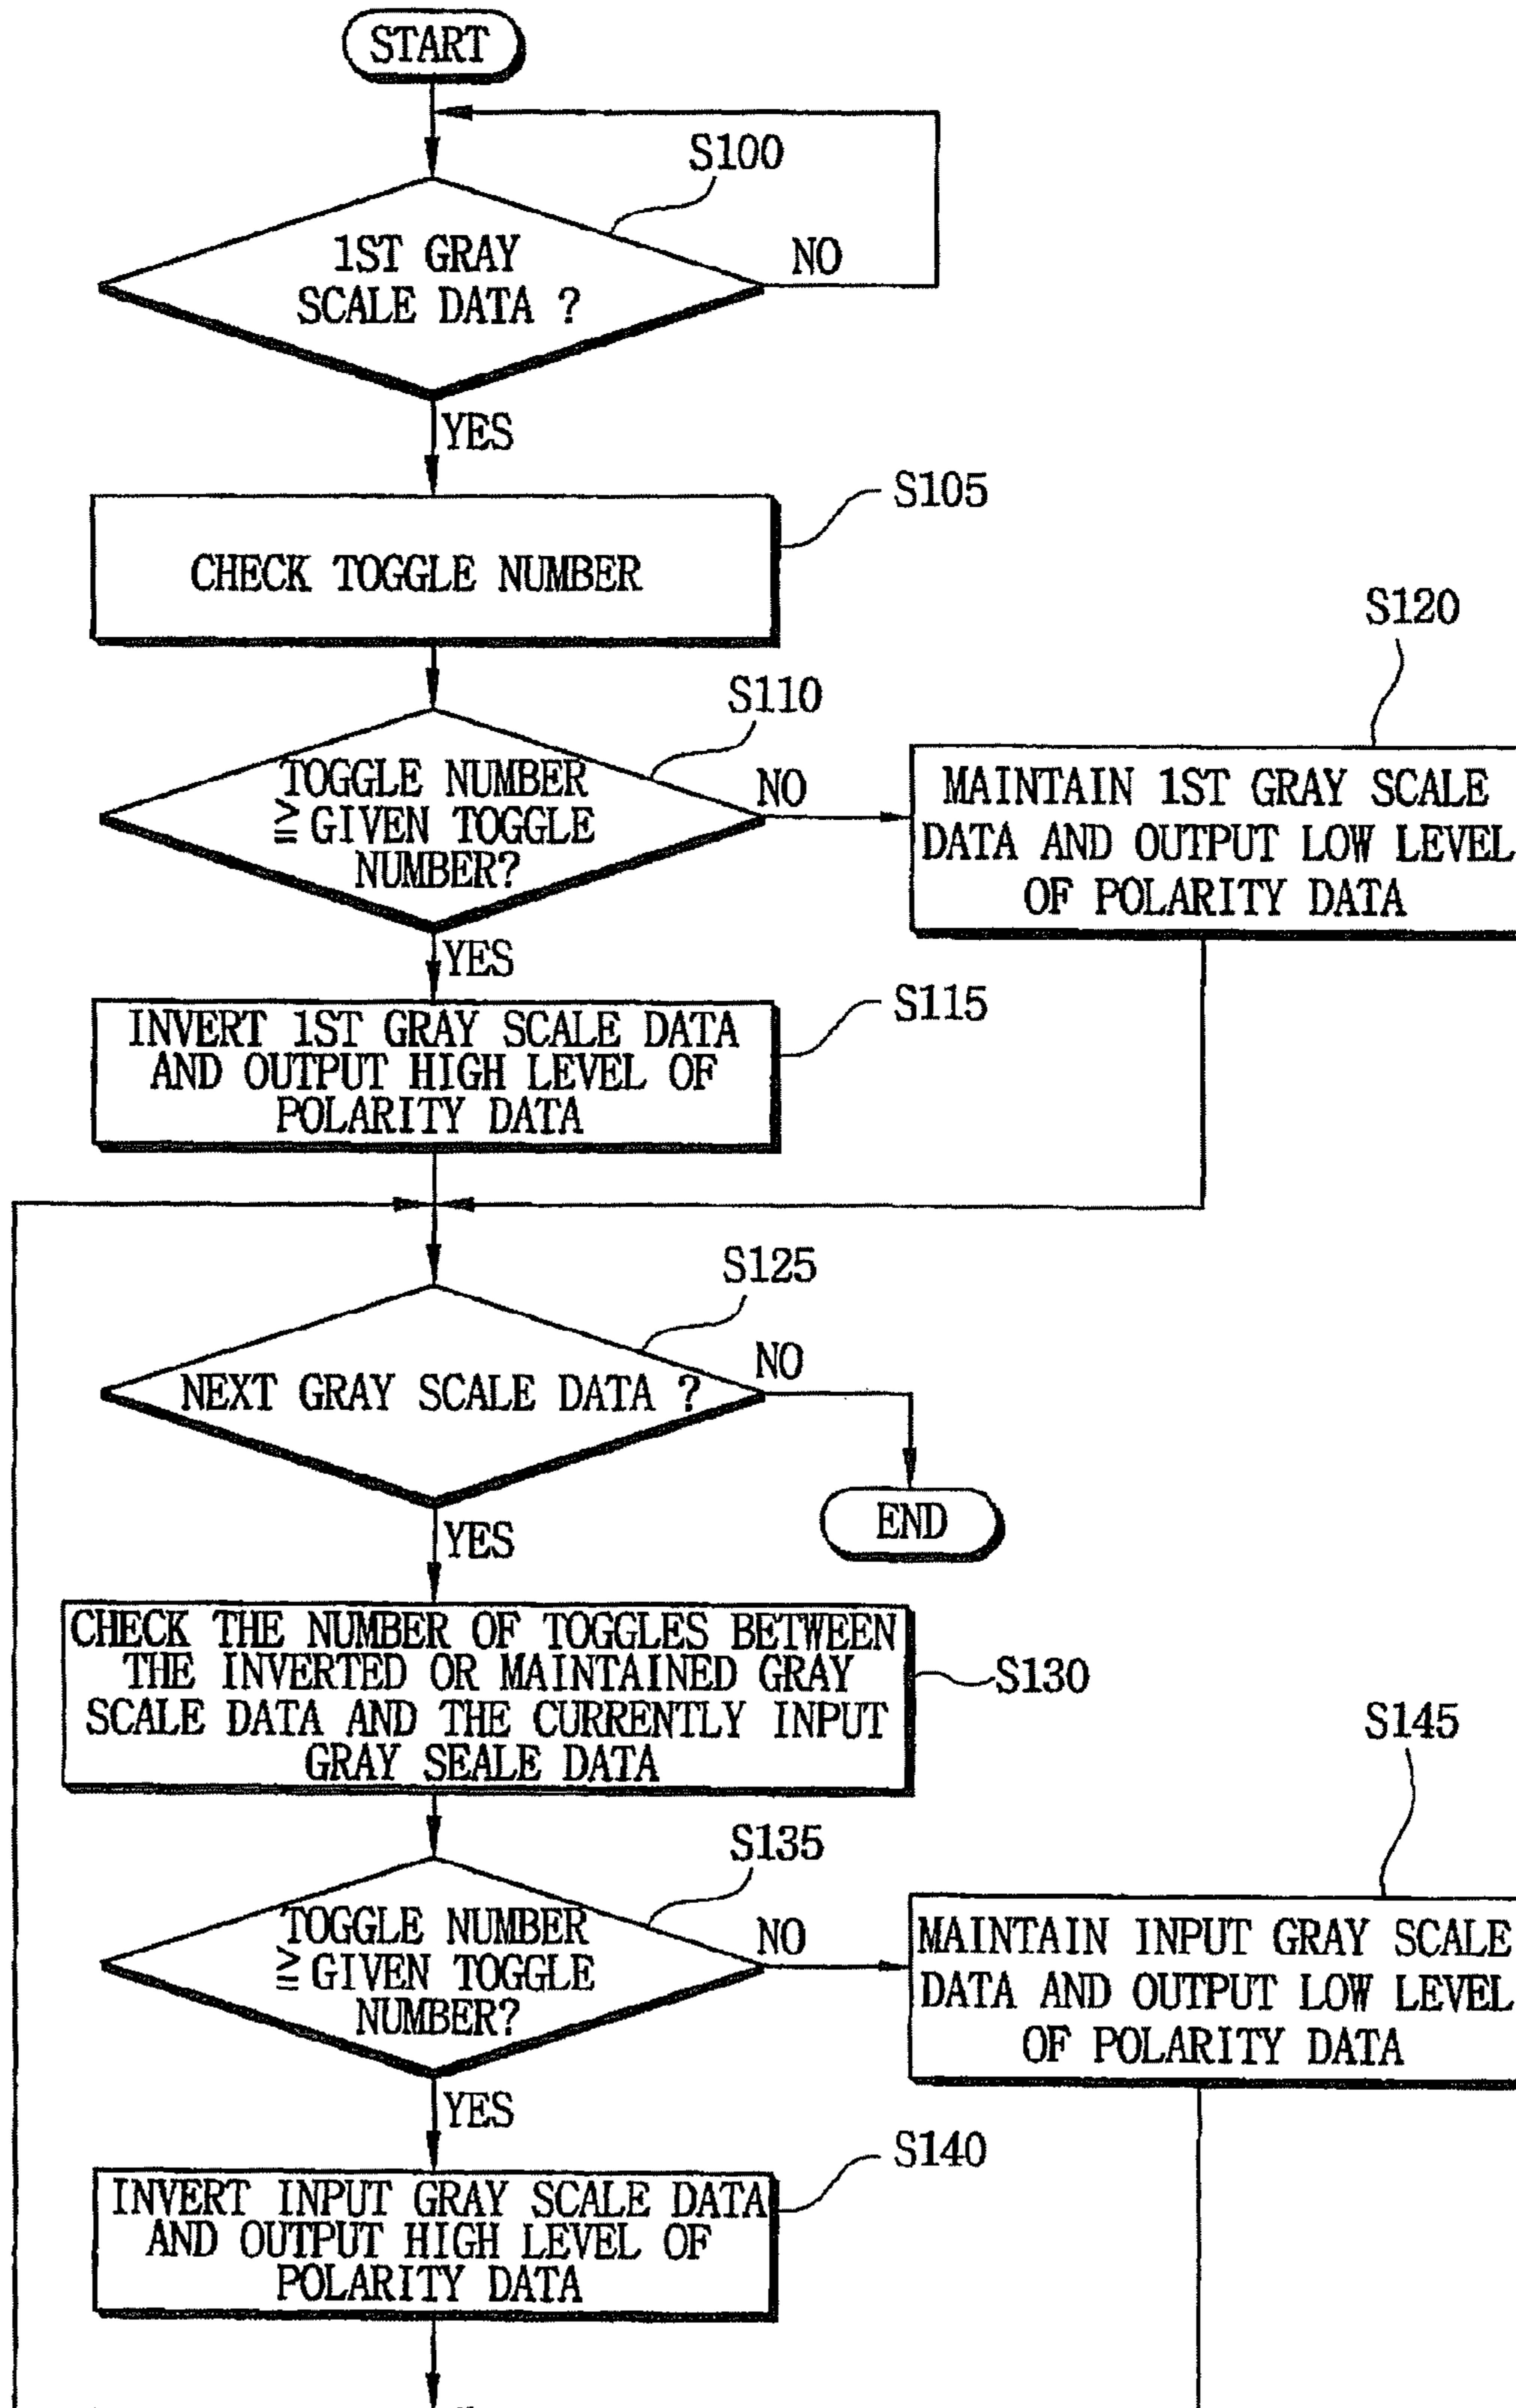 START
S100
1ST GRAY
SCALE DATA ?
NO
YES
S105
CHECK TOGGLE NUMBER
S110
TOGGLE NUMBER
≧ GIVEN TOGGLE
NUMBER?
NO
S120
MAINTAIN 1ST GRAY SCALE
DATA AND OUTPUT LOW LEVEL
OF POLARITY DATA
YES
S115
INVERT 1ST GRAY SCALE DATA
AND OUTPUT HIGH LEVEL OF
POLARITY DATA
S125
NEXT GRAY SCALE DATA ?
NO
END
YES
CHECK THE NUMBER OF TOGGLES BETWEEN
THE INVERTED OR MAINTAINED GRAY
SCALE DATA AND THE CURRENTLY INPUT
GRAY SEALE DATA
S130
S135
TOGGLE NUMBER
≧ GIVEN TOGGLE
NUMBER?
NO
S145
MAINTAIN INPUT GRAY SCALE
DATA AND OUTPUT LOW LEVEL
OF POLARITY DATA
YES
S140
INVERT INPUT GRAY SCALE DATA
AND OUTPUT HIGH LEVEL OF
POLARITY DATA